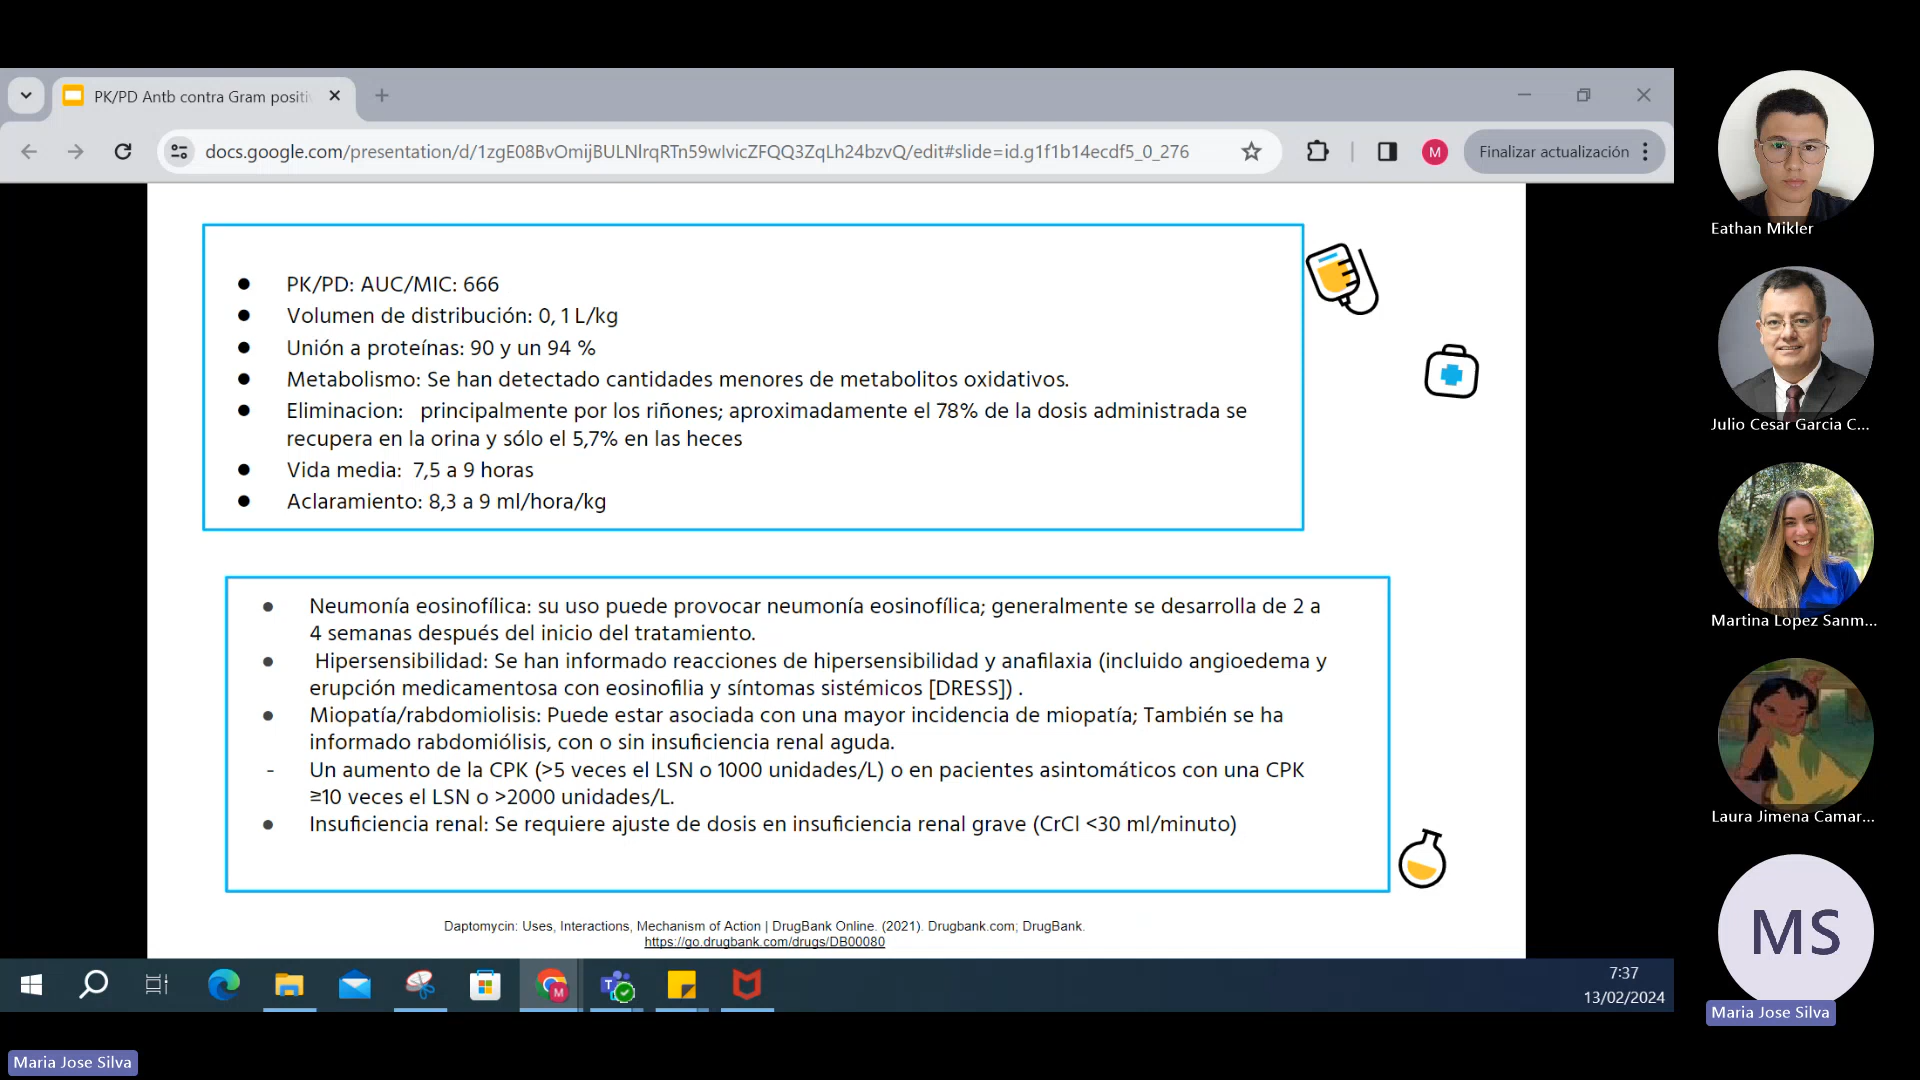 PK/PD Antb contra Gram positi
docs.google.com/presentation/d/1zgE08BvOmijBULNlrqRTn59wIvicZFQQ3ZqLh24bzvQ/edit#slide=id.g1f1b14ecdf5_0_276
M
Finalizar actualización
● PK/PD: AUC/MIC: 666
● Volumen de distribución: 0, 1 L/kg
● Unión a proteínas: 90 y un 94 %
● Metabolismo: Se han detectado cantidades menores de metabolitos oxidativos.
● Eliminacion: principalmente por los riñones; aproximadamente el 78% de la dosis administrada se
recupera en la orina y sólo el 5,7% en las heces
● Vida media: 7,5 a 9 horas
● Aclaramiento: 8,3 a 9 ml/hora/kg
● Neumonía eosinofílica: su uso puede provocar neumonía eosinofílica; generalmente se desarrolla de 2 a
4 semanas después del inicio del tratamiento.
● Hipersensibilidad: Se han informado reacciones de hipersensibilidad y anafilaxia (incluido angioedema y
erupción medicamentosa con eosinofilia y síntomas sistémicos [DRESS]) .
● Miopatía/rabdomiolisis: Puede estar asociada con una mayor incidencia de miopatía; También se ha
informado rabdomiólisis, con o sin insuficiencia renal aguda.
- Un aumento de la CPK (>5 veces el LSN o 1000 unidades/L) o en pacientes asintomáticos con una CPK
≥10 veces el LSN o >2000 unidades/L.
● Insuficiencia renal: Se requiere ajuste de dosis en insuficiencia renal grave (CrCl <30 ml/minuto)
Daptomycin: Uses, Interactions, Mechanism of Action | DrugBank Online. (2021). Drugbank.com; DrugBank.
https://go.drugbank.com/drugs/DB00080
7:37
13/02/2024
Eathan Mikler
Julio Cesar Garcia C...
Martina Lopez Sanm...
Laura Jimena Camar...
MS
Maria Jose Silva
Maria Jose Silva